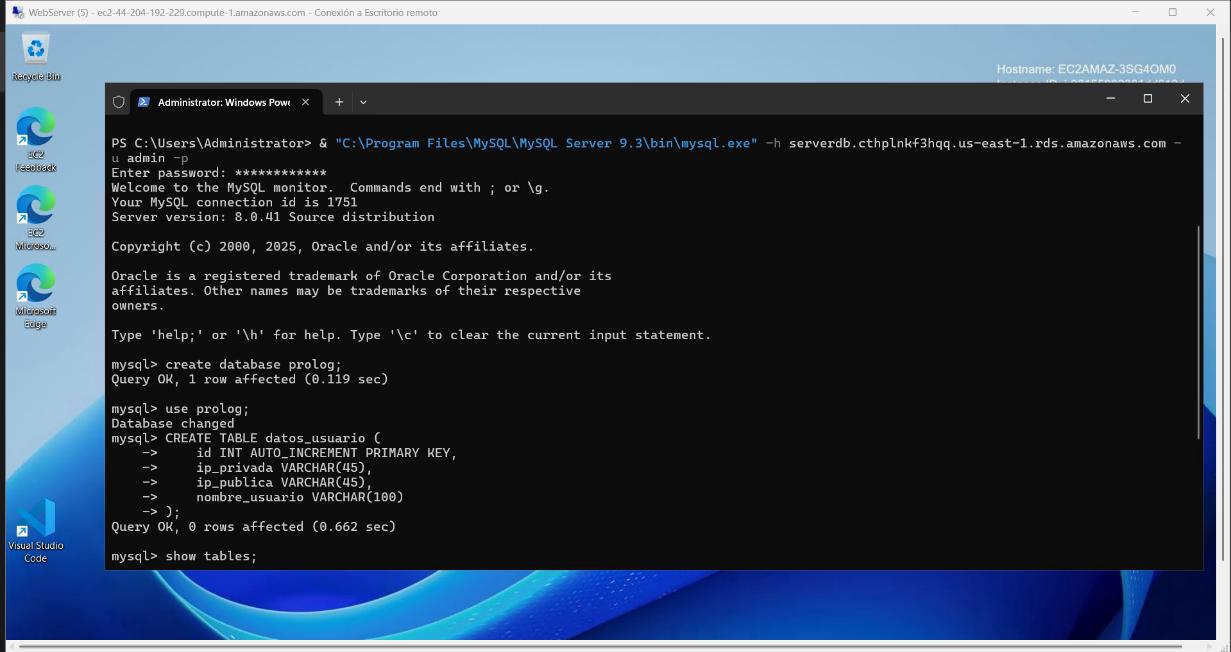 WebServer (5) - ec2-44-204-192-229.compute-1.amazonaws.com - Conexión a Escritorio remoto
Recycle Bin
Hostname: EC2AMAZ-3SG4OM0
Administrator: Windows Pow
EC2
Feedback
EC2
Microso...
Microsoft
Edge
Visual Studio
Code
PS C:\Users\Administrator> & "C:\Program Files\MySQL\MySQL Server 9.3\bin\mysql.exe" -h serverdb.cthplnkf3hqq.us-east-1.rds.amazonaws.com -
u admin -p
Enter password: ************
Welcome to the MySQL monitor.  Commands end with ; or \g.
Your MySQL connection id is 1751
Server version: 8.0.41 Source distribution
Copyright (c) 2000, 2025, Oracle and/or its affiliates.
Oracle is a registered trademark of Oracle Corporation and/or its
affiliates. Other names may be trademarks of their respective
owners.
Type 'help;' or '\h' for help. Type '\c' to clear the current input statement.
mysql> create database prolog;
Query OK, 1 row affected (0.119 sec)
mysql> use prolog;
Database changed
mysql> CREATE TABLE datos_usuario (
    ->     id INT AUTO_INCREMENT PRIMARY KEY,
    ->     ip_privada VARCHAR(45),
    ->     ip_publica VARCHAR(45),
    ->     nombre_usuario VARCHAR(100)
    -> );
Query OK, 0 rows affected (0.662 sec)
mysql> show tables;